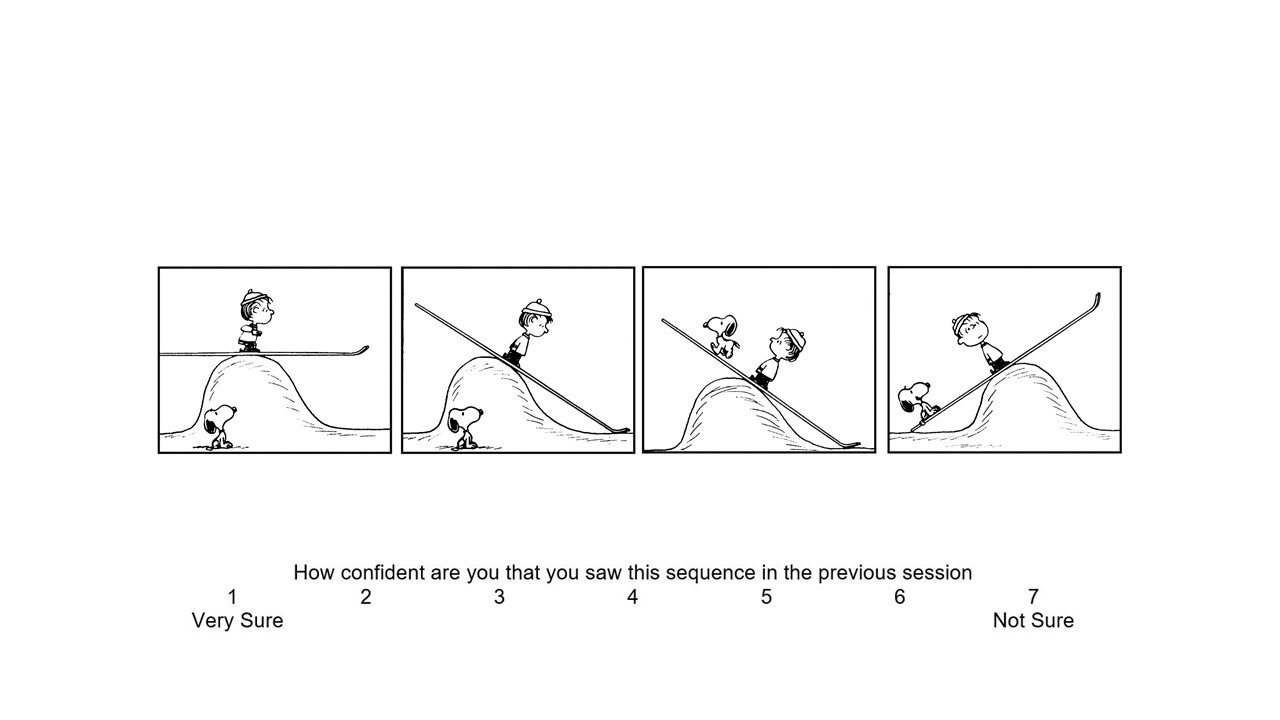 How confident are you that you saw this sequence in the previous session
1 2 3 4 5 6 7
Very Sure Not Sure